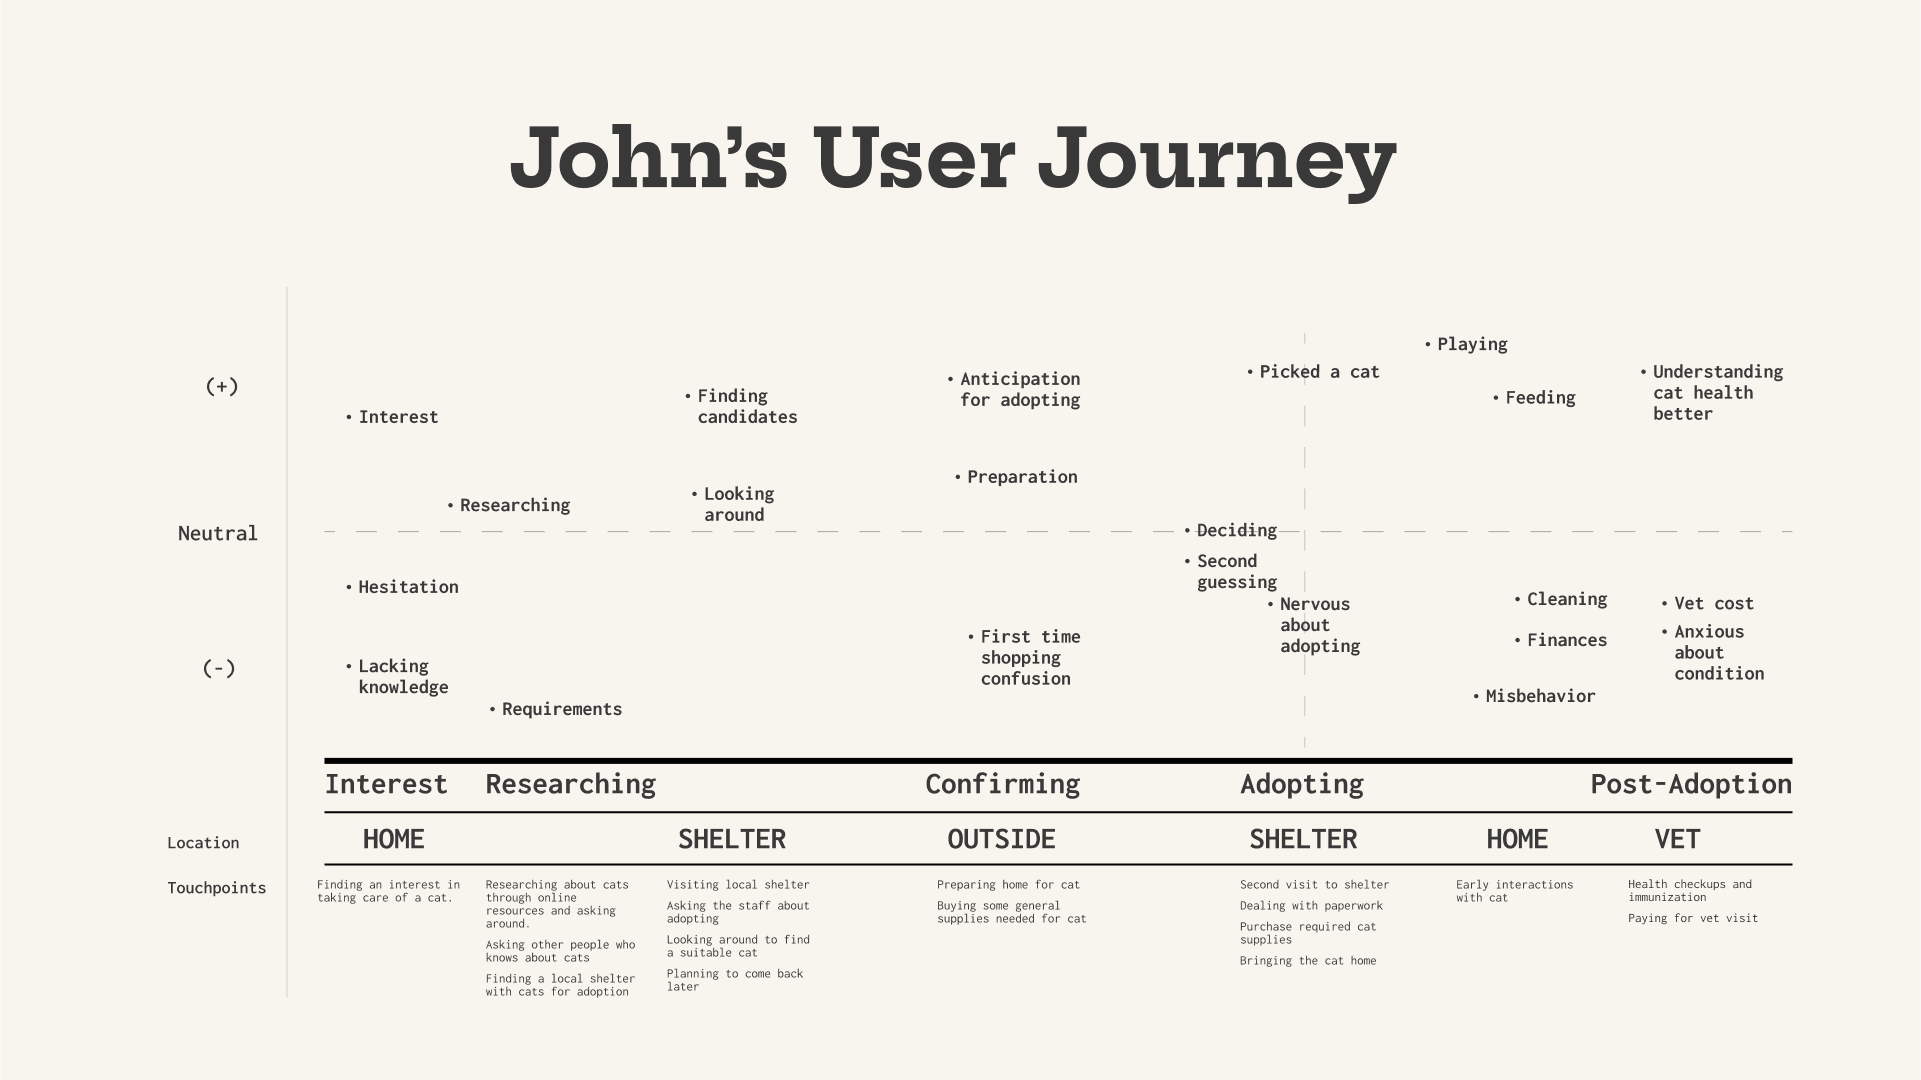 John's User Journey
(+)
Neutral
(-)
• Interest
• Hesitation
• Lacking
knowledge
• Researching
• Requirements
• Finding
candidates
• Looking
around
• Anticipation
for adopting
• Preparation
• First time
shopping
confusion
• Deciding
• Second
guessing
• Picked a cat
• Nervous
about
adopting
• Playing
• Feeding
• Cleaning
• Finances
• Misbehavior
• Understanding
cat health
better
• Vet cost
• Anxious
about
condition
Interest Researching Confirming Adopting Post-Adoption
Location HOME SHELTER OUTSIDE SHELTER HOME VET
Touchpoints
Finding an interest in
taking care of a cat.
Researching about cats
through online
resources and asking
around.
Asking other people who
knows about cats
Finding a local shelter
with cats for adoption
Visiting local shelter
Asking the staff about
adopting
Looking around to find
a suitable cat
Planning to come back
later
Preparing home for cat
Buying some general
supplies needed for cat
Second visit to shelter
Dealing with paperwork
Purchase required cat
supplies
Bringing the cat home
Early interactions
with cat
Health checkups and
immunization
Paying for vet visit